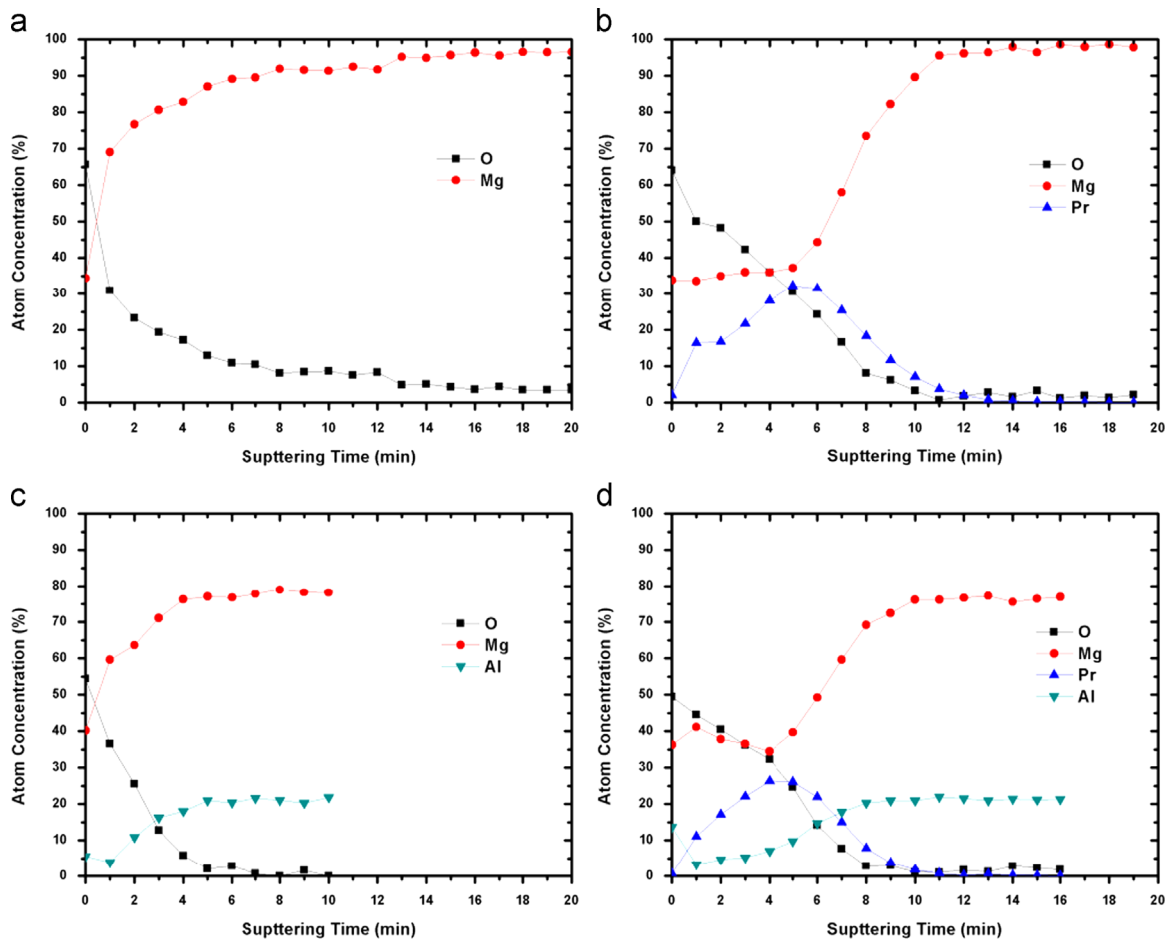 a
100
90
80
70
60
50
40
30
20
10
0
Atom Concentration (%)
O
Mg
0 2 4 6 8 10 12 14 16 18 20
Supttering Time (min)
b
100
90
80
70
60
50
40
30
20
10
0
Atom Concentration (%)
O
Mg
Pr
0 2 4 6 8 10 12 14 16 18 20
Supttering Time (min)
c
100
90
80
70
60
50
40
30
20
10
0
Atom Concentration (%)
O
Mg
Al
0 2 4 6 8 10 12 14 16 18 20
Supttering Time (min)
d
100
90
80
70
60
50
40
30
20
10
0
Atom Concentration (%)
O
Mg
Pr
Al
0 2 4 6 8 10 12 14 16 18 20
Supttering Time (min)